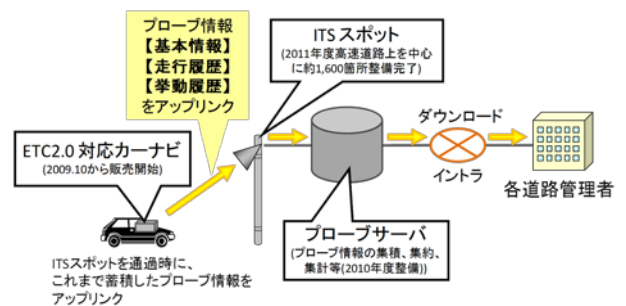 プローブ情報
【基本情報】
【走行履歴】
【挙動履歴】
をアップリンク
ITSスポット
(2011年度高速道路上を中心
に約1,600箇所整備完了)
ETC2.0 対応カーナビ
(2009.10から販売開始)
ダウンロード
イントラ
各道路管理者
プローブサーバ
(プローブ情報の集積、集約、
集計等(2010年度整備))
ITSスポットを通過時に、
これまで蓄積したプローブ情報を
アップリンク